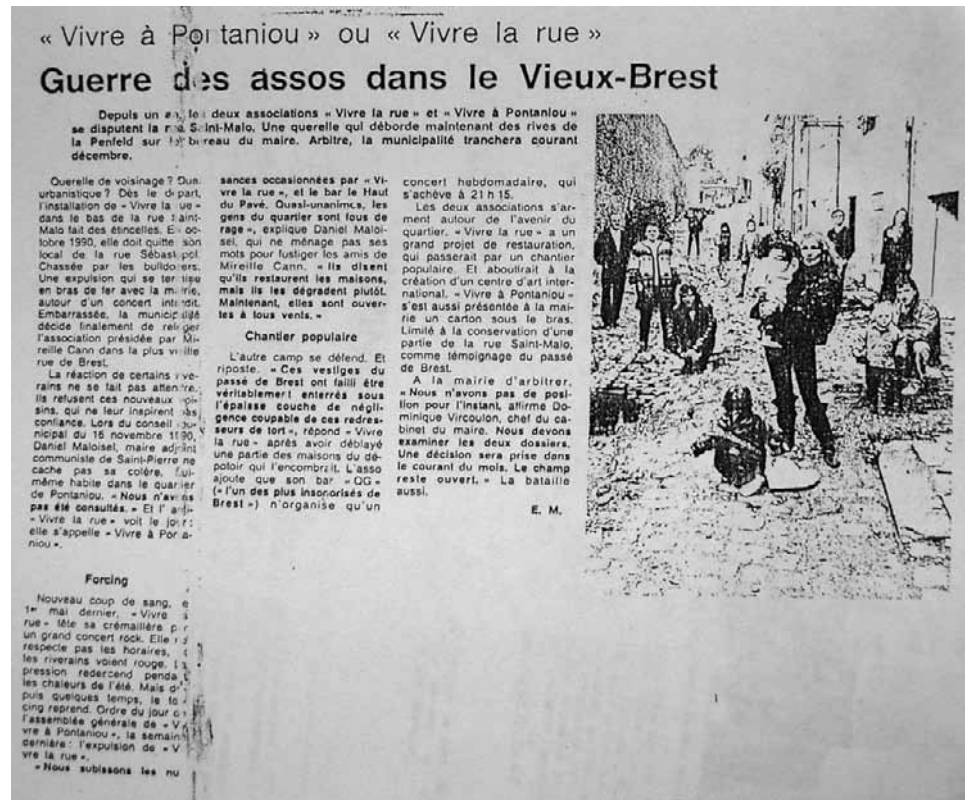 « Vivre à Pontaniou » ou « Vivre la rue »
Guerre des assos dans le Vieux-Brest
Depuis un an, les deux associations « Vivre la rue » et « Vivre à Pontaniou »
se disputent la rue Saint-Malo. Une querelle qui déborde maintenant des rives de
la Penfeld sur le bureau du maire. Arbitre, la municipalité tranchera courant
décembre.
Querelle de voisinage ? Ou
urbanistique ? Dès le départ,
l'installation de « Vivre la rue »
dans le bas de la rue Saint-
Malo fait des étincelles. En oc-
tobre 1990, elle doit quitter son
local de la rue Sébastopol.
Chassée par les bulldozers.
Une expulsion qui se termine
en bras de fer avec la mairie,
autour d'un concert interdit.
Embarrassée, la municipalité
décide finalement de reloger
l'association présidée par Mi-
reille Cann dans la plus vieille
rue de Brest.
La réaction de certains rive-
rains ne se fait pas attendre.
Ils refusent ces nouveaux voi-
sins, qui ne leur inspirent pas
confiance. Lors du conseil mu-
nicipal du 16 novembre 1990,
Daniel Maloisel, maire adjoint
communiste de Saint-Pierre ne
cache pas sa colère. Lui-
même habite dans le quartier
de Pontaniou. « Nous n'avons
pas été consultés. » Et l'anti-
« Vivre la rue » voit le jour :
elle s'appelle « Vivre à Ponta-
niou ».
Forcing
Nouveau coup de sang, le
1er mai dernier. « Vivre la
rue » fête sa crémaillère par
un grand concert rock. Elle ne
respecte pas les horaires,
les riverains voient rouge. La
pression redescend pendant
les chaleurs de l'été. Mais de-
puis quelques temps, le for-
cing reprend. Ordre du jour de
l'assemblée générale de « Vi-
vre à Pontaniou », la semaine
dernière : l'expulsion de « Vi-
vre la rue ».
« Nous subissons les nui-
sances occasionnées par « Vi-
vre la rue », et le bar le Haut
du Pavé. Quasi-unanimes, les
gens du quartier sont fous de
rage », explique Daniel Maloi-
sel, qui ne ménage pas ses
mots pour fustiger les amis de
Mireille Cann. « Ils disent
qu'ils restaurent les maisons,
mais ils les dégradent plutôt.
Maintenant, elles sont ouver-
tes à tous vents. »
Chantier populaire
L'autre camp se défend. Et
riposte. « Ces vestiges du
passé de Brest ont failli être
véritablement enterrés sous
l'épaisse couche de négli-
gence coupable de ces redres-
seurs de tort », répond « Vivre
la rue » après avoir déblayé
une partie des maisons du dé-
potoir qui l'encombrait. L'asso
ajoute que son bar « QG »
(« l'un des plus insonorisés de
Brest ») n'organise qu'un
concert hebdomadaire, qui
s'achève à 21 h 15.
Les deux associations s'ar-
ment autour de l'avenir du
quartier. « Vivre la rue » a un
grand projet de restauration,
qui passerait par un chantier
populaire. Et aboutirait à la
création d'un centre d'art inter-
national. « Vivre à Pontaniou »
s'est aussi présentée à la mai-
rie un carton sous le bras.
Limité à la conservation d'une
partie de la rue Saint-Malo,
comme témoignage du passé
de Brest.
A la mairie d'arbitrer.
« Nous n'avons pas de posi-
tion pour l'instant, affirme Do-
minique Vircoulon, chef du ca-
binet du maire. Nous devons
examiner les deux dossiers.
Une décision sera prise dans
le courant du mois. Le champ
reste ouvert. » La bataille
aussi.
E. M.